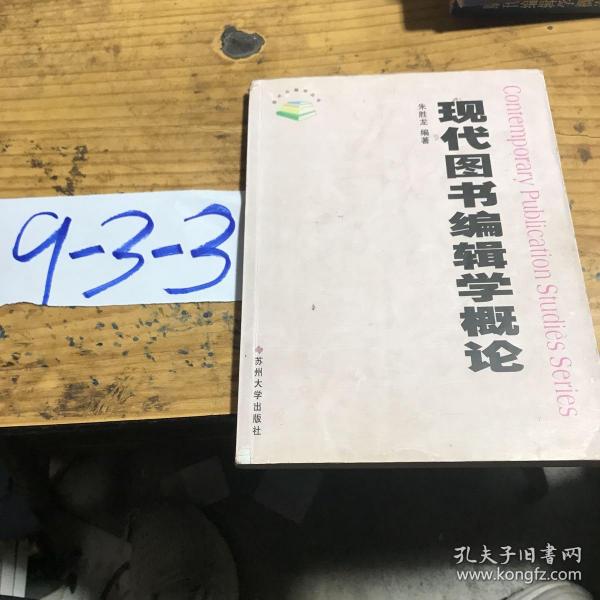 9-3-3
朱胜龙 编著
现代图书编辑学概论
Contemporary Publication Studies Series
苏州大学出版社
孔夫子旧书网
www.kongfz.com